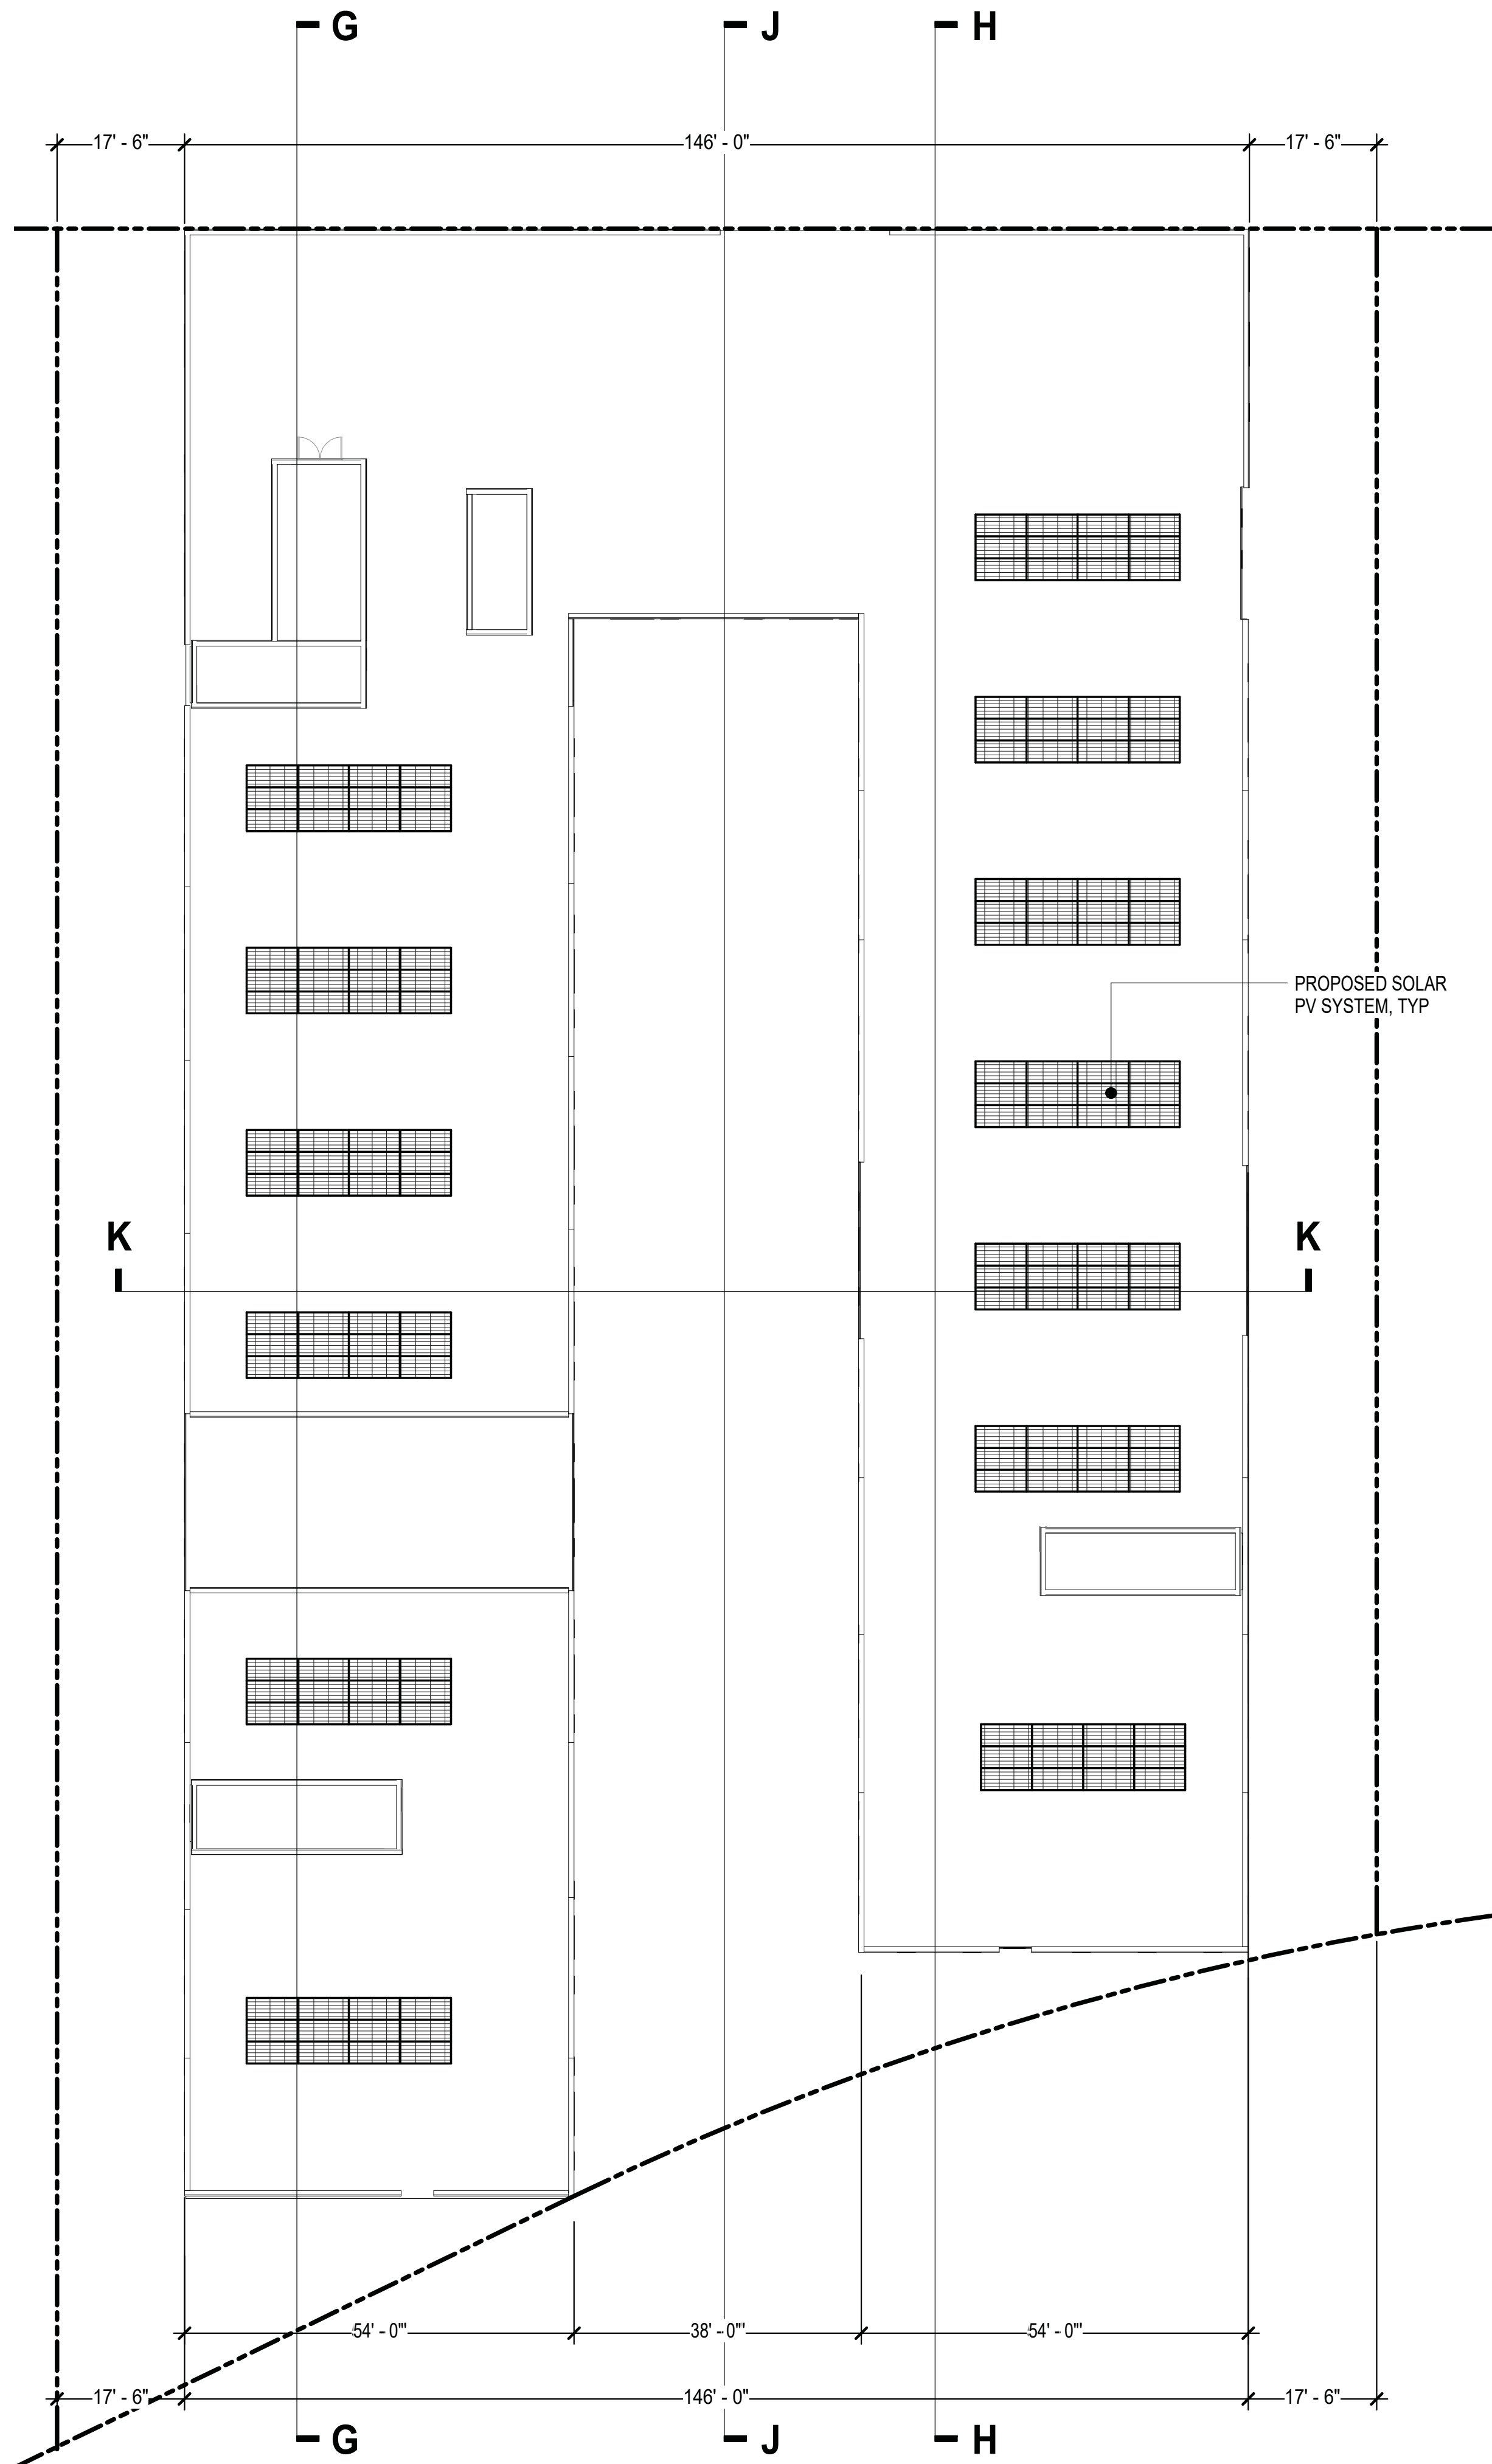 G
J
H
17' - 6"
146' - 0"
17' - 6"
PROPOSED SOLAR
PV SYSTEM, TYP
K
K
54' - 0"'
38' - 0"'
54' - 0"'
17' - 6"
146' - 0"
17' - 6"
G
J
H